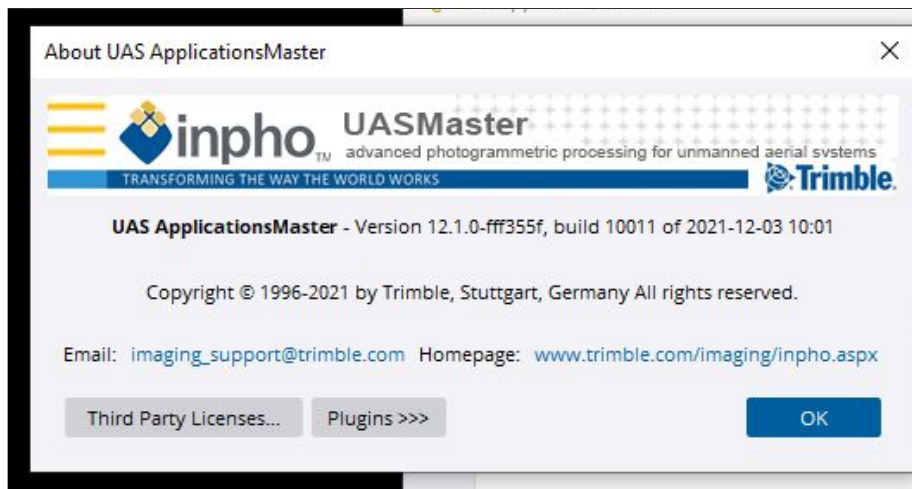 About UAS ApplicationsMaster
inpho TM UASMaster
advanced photogrammetric processing for unmanned aerial systems
TRANSFORMING THE WAY THE WORLD WORKS
Trimble.
UAS ApplicationsMaster - Version 12.1.0-fff355f, build 10011 of 2021-12-03 10:01
Copyright © 1996-2021 by Trimble, Stuttgart, Germany All rights reserved.
Email: imaging_support@trimble.com Homepage: www.trimble.com/imaging/inpho.aspx
Third Party Licenses... Plugins >>> OK